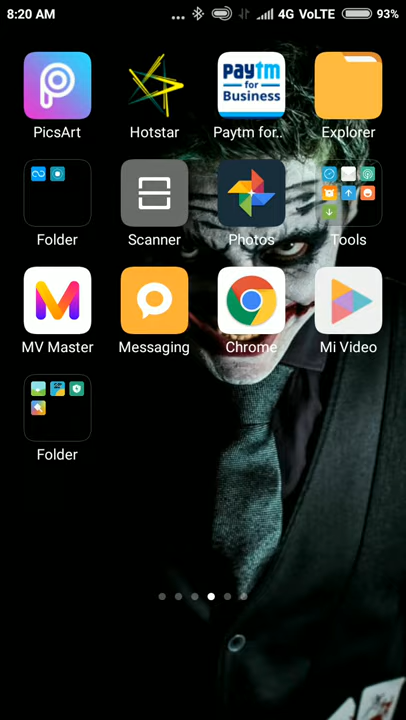 8:20 AM ... 4G VoLTE 93%
PicsArt Hotstar Paytm for.. Explorer
Paytm for Business
Folder Scanner Photos Tools
MV Master Messaging Chrome Mi Video
Folder